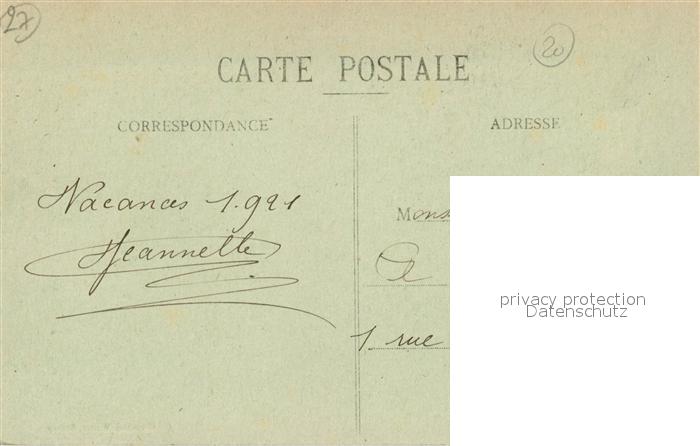 27
20
CARTE POSTALE
CORRESPONDANCE
ADRESSE
Vacances 1.921
Jeannette
Mons
A
1 rue
privacy protection
Datenschutz